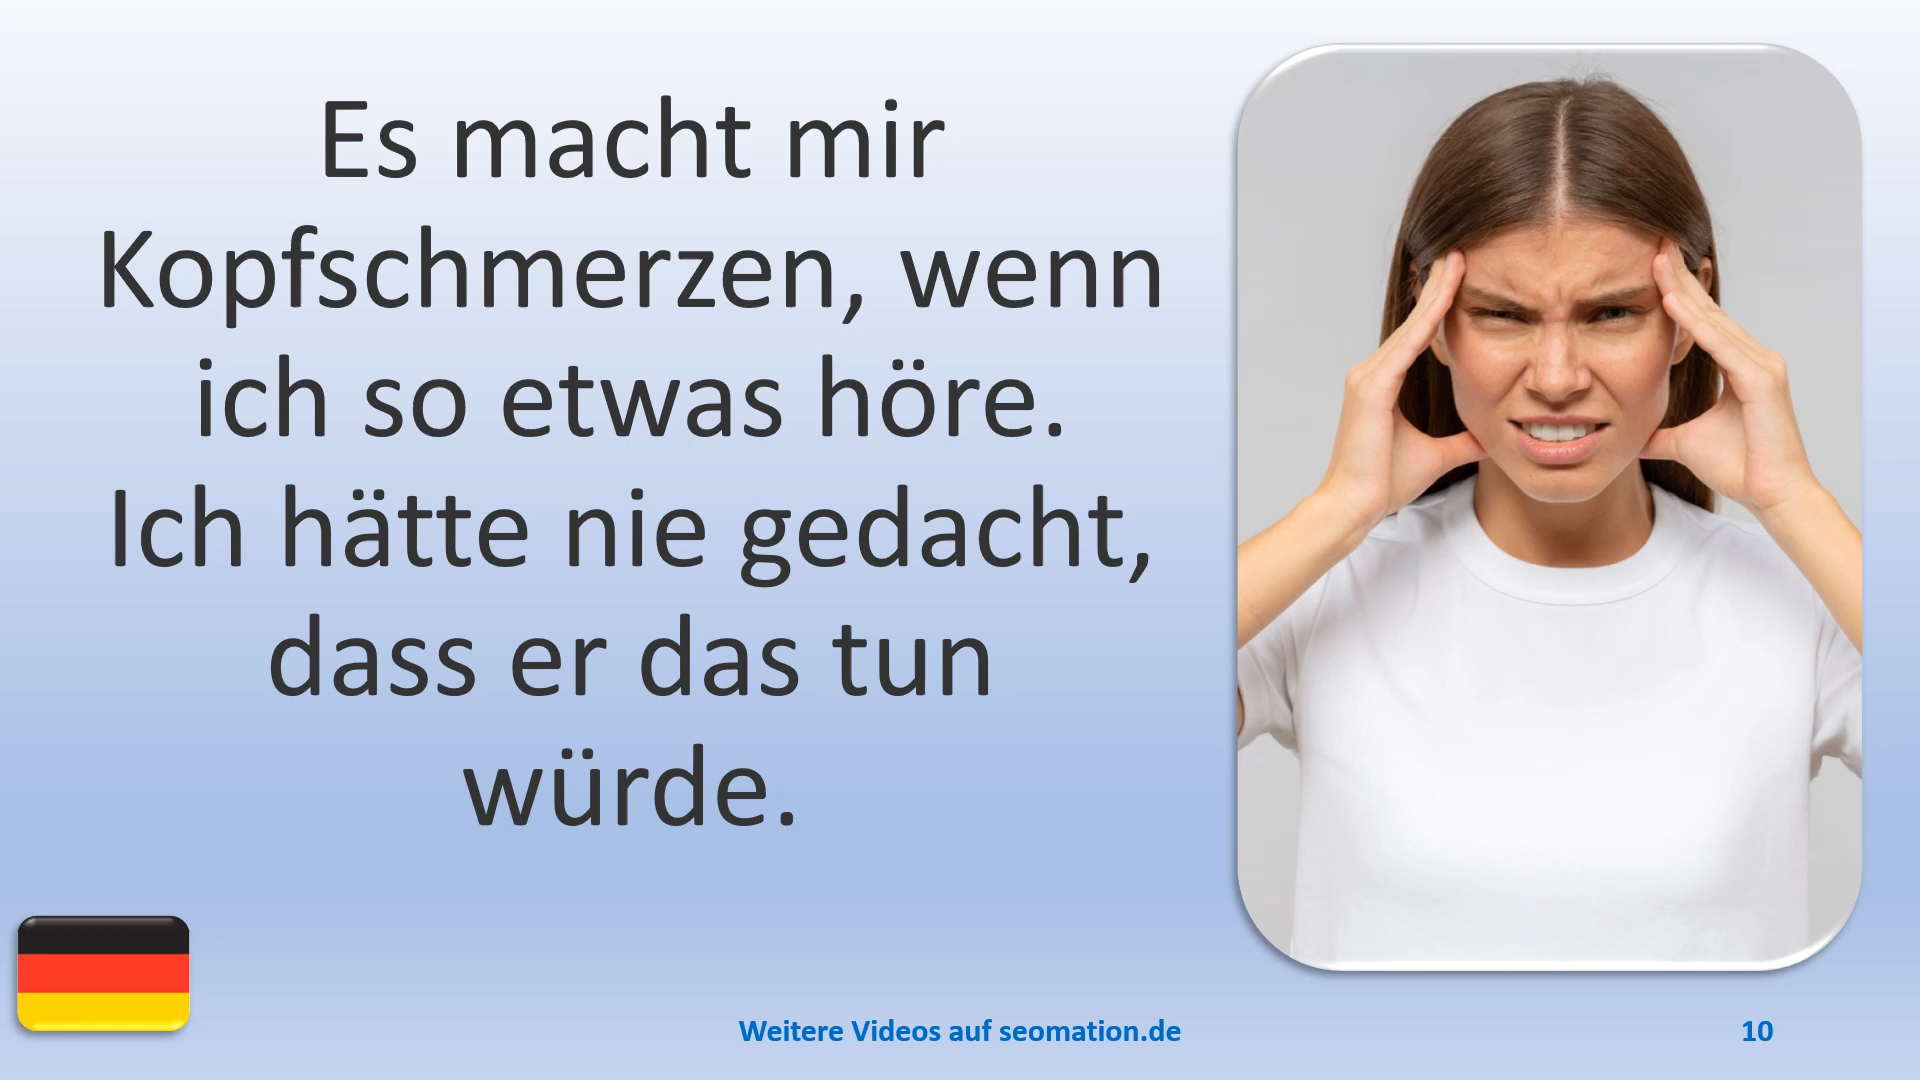 Es macht mir
Kopfschmerzen, wenn
ich so etwas höre.
Ich hätte nie gedacht,
dass er das tun
würde.
Weitere Videos auf seomation.de
10